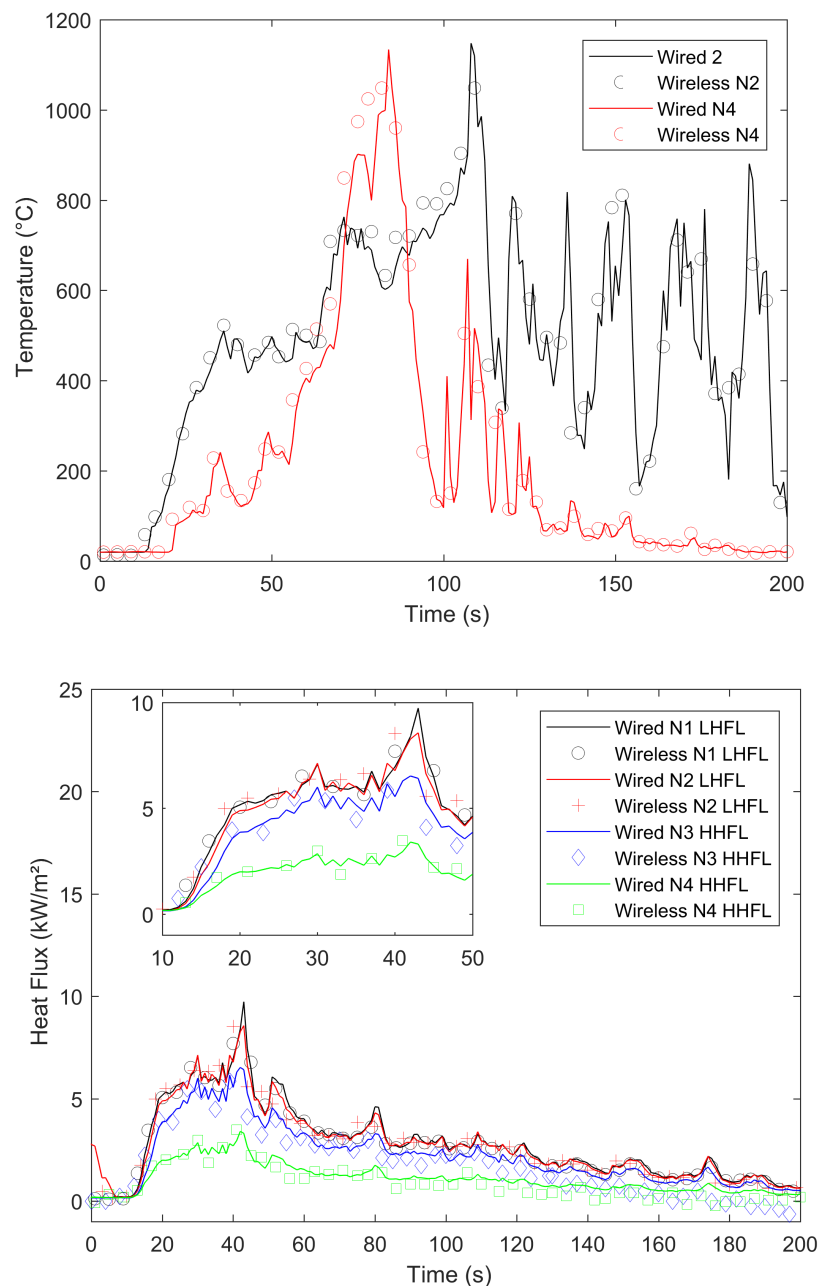 1200
1000
800
600
400
200
0
Temperature (°C)
Wired 2
Wireless N2
Wired N4
Wireless N4
0 50 100 150 200
Time (s)
25
20
15
10
5
0
Heat Flux (kW/m²)
10
5
0
10 20 30 40 50
Wired N1 LHFL
Wireless N1 LHFL
Wired N2 LHFL
Wireless N2 LHFL
Wired N3 HHFL
Wireless N3 HHFL
Wired N4 HHFL
Wireless N4 HHFL
0 20 40 60 80 100 120 140 160 180 200
Time (s)